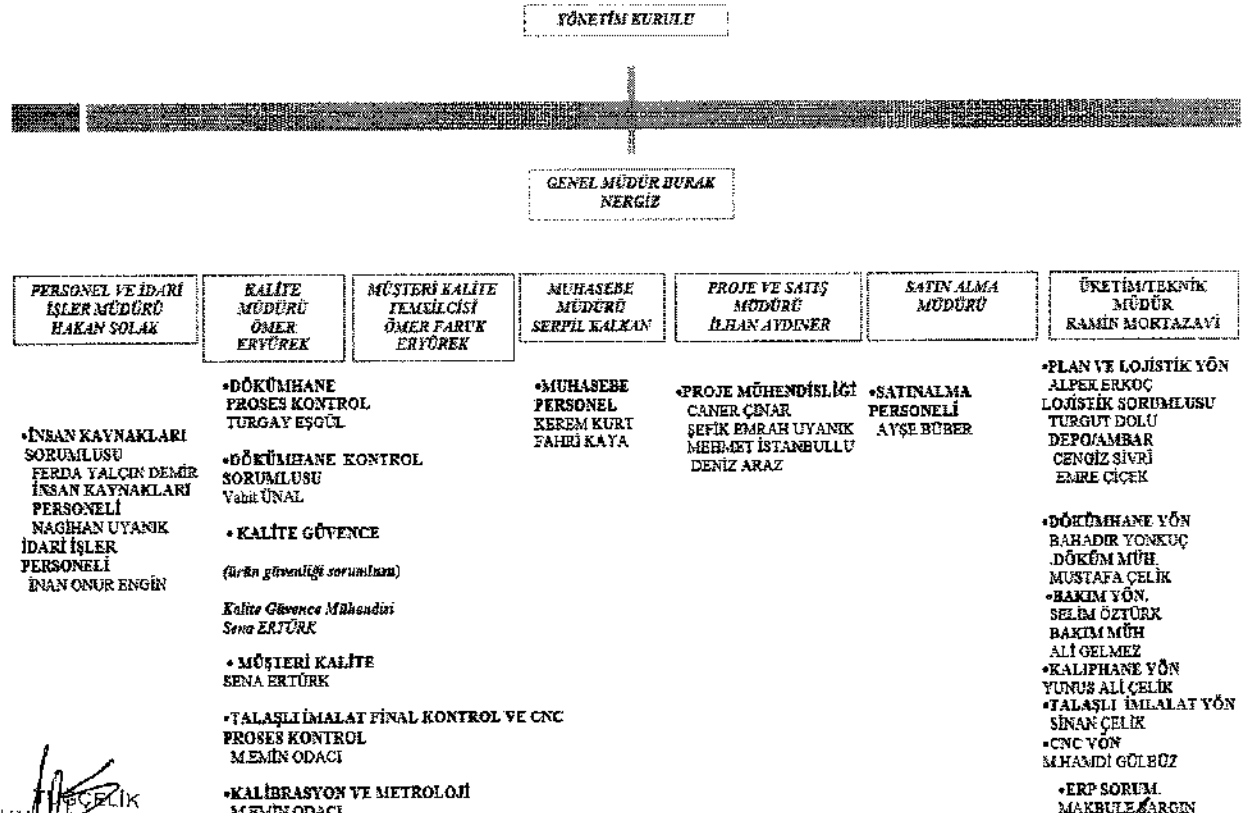 YÖNETİM KURULU
GENEL MÜDÜR BURAK
NERGİZ
PERSONEL VE İDARİ
İŞLER MÜDÜRÜ
HAKAN SOLAK
KALİTE
MÜDÜRÜ
ÖMER
ERYÜREK
MÜŞTERİ KALİTE
TEMSİLCİSİ
ÖMER FARUK
ERYÜREK
MUHASEBE
MÜDÜRÜ
SERPİL KALKAN
PROJE VE SATIŞ
MÜDÜRÜ
İLHAN AYDINER
SATIN ALMA
MÜDÜRÜ
ÜRETİM/TEKNİK
MÜDÜR
RAMİN MORTAZAVİ
•İNSAN KAYNAKLARI
SORUMLUSU
FERDA YALÇIN DEMİR
İNSAN KAYNAKLARI
PERSONELİ
NAGİHAN UYANIK
İDARİ İŞLER
PERSONELİ
İNAN ONUR ENGİN
•DÖKÜMHANE
PROSES KONTROL
TURGAY EŞGÜL
•DÖKÜMHANE KONTROL
SORUMLUSU
Vahit ÜNAL
• KALİTE GÜVENCE
(ürün güvenliği sorumlusu)
Kalite Güvence Mühendisi
Sena ERTÜRK
• MÜŞTERİ KALİTE
SENA ERTÜRK
•TALAŞLI İMALAT FİNAL KONTROL VE CNC
PROSES KONTROL
M.EMİN ODACI
•KALİBRASYON VE METROLOJİ
M.EMİN ODACI
•MUHASEBE
PERSONEL
KEREM KURT
FAHRİ KAYA
•PROJE MÜHENDİSLİĞİ
CANER ÇINAR
ŞEFİK EMRAH UYANIK
MEHMET İSTANBULLU
DENİZ ARAZ
•SATINALMA
PERSONELİ
AYŞE BÜBER
•PLAN VE LOJİSTİK YÖN
ALPER ERKOÇ
LOJİSTİK SORUMLUSU
TURGUT DOLU
DEPO/AMBAR
CENGİZ SİVRİ
EMRE ÇİÇEK
•DÖKÜMHANE YÖN
BAHADIR YONKUÇ
.DÖKÜM MÜH.
MUSTAFA ÇELİK
•BAKIM YÖN.
SELİM ÖZTÜRK
BAKIM MÜH
ALİ GELMEZ
•KALIPHANE YÖN
YUNUS ALİ ÇELİK
•TALAŞLI İMLALAT YÖN
SİNAN ÇELİK
•CNC YÖN
M.HAMDİ GÜLBÜZ
•ERP SORUM.
MAKBULE SARGIN